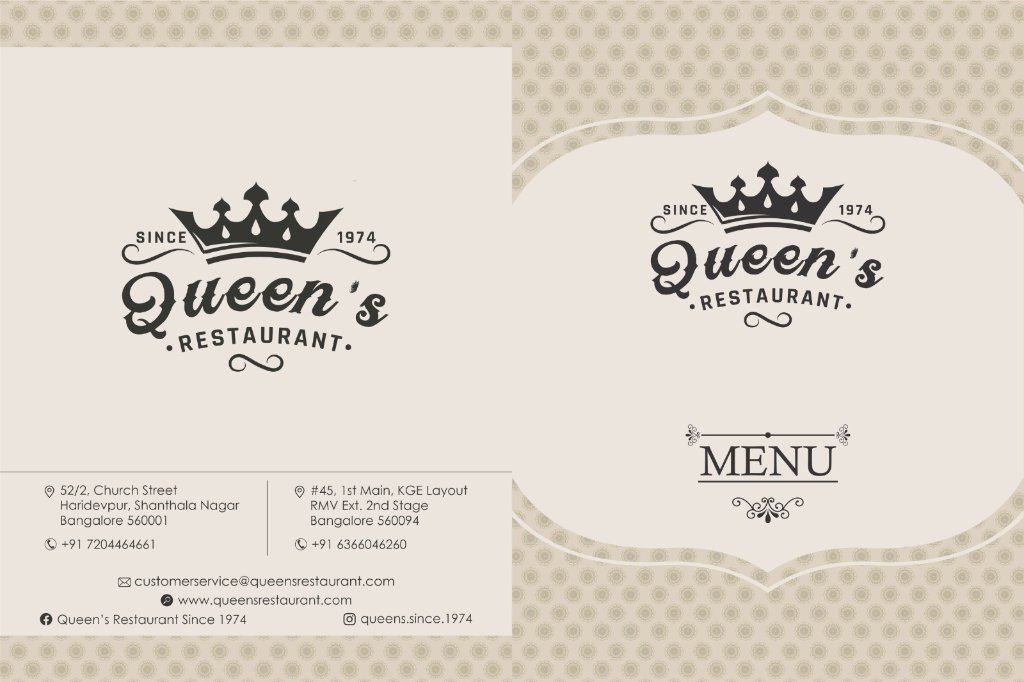 SINCE 1974
Queen's
RESTAURANT
52/2, Church Street
Haridevpur, Shanthala Nagar
Bangalore 560001
+91 7204464661
#45, 1st Main, KGE Layout
RMV Ext. 2nd Stage
Bangalore 560094
+91 6366046260
customerservice@queensrestaurant.com
www.queensrestaurant.com
Queen's Restaurant Since 1974
queens.since.1974
SINCE 1974
Queen's
RESTAURANT
MENU